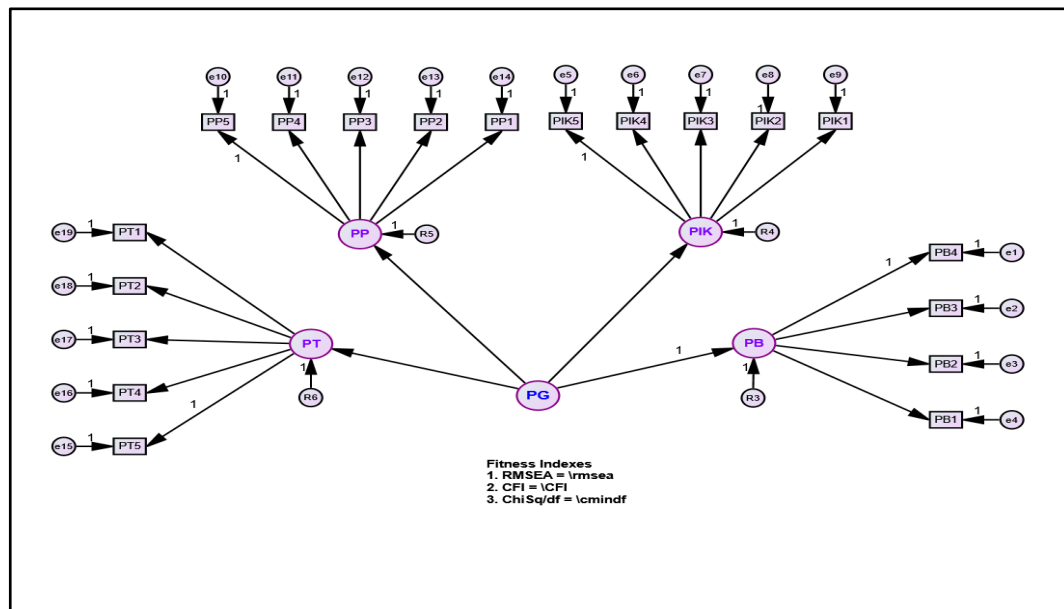 e10 e11 e12 e13 e14 e5 e6 e7 e8 e9
1 1 1 1 1 1 1 1 1 1
PP5 PP4 PP3 PP2 PP1 PIK5 PIK4 PIK3 PIK2 PIK1
1 1
PP 1 R5 PIK 1 R4
e19 1 PT1
e18 1 PT2
e17 1 PT3
e16 1 PT4
e15 1 PT5
1
PT
1
R6
PG
1
PB
1
R3
1
PB4 1 e1
PB3 1 e2
PB2 1 e3
PB1 1 e4
Fitness Indexes
1. RMSEA = \rmsea
2. CFI = \CFI
3. ChiSq/df = \cmindf